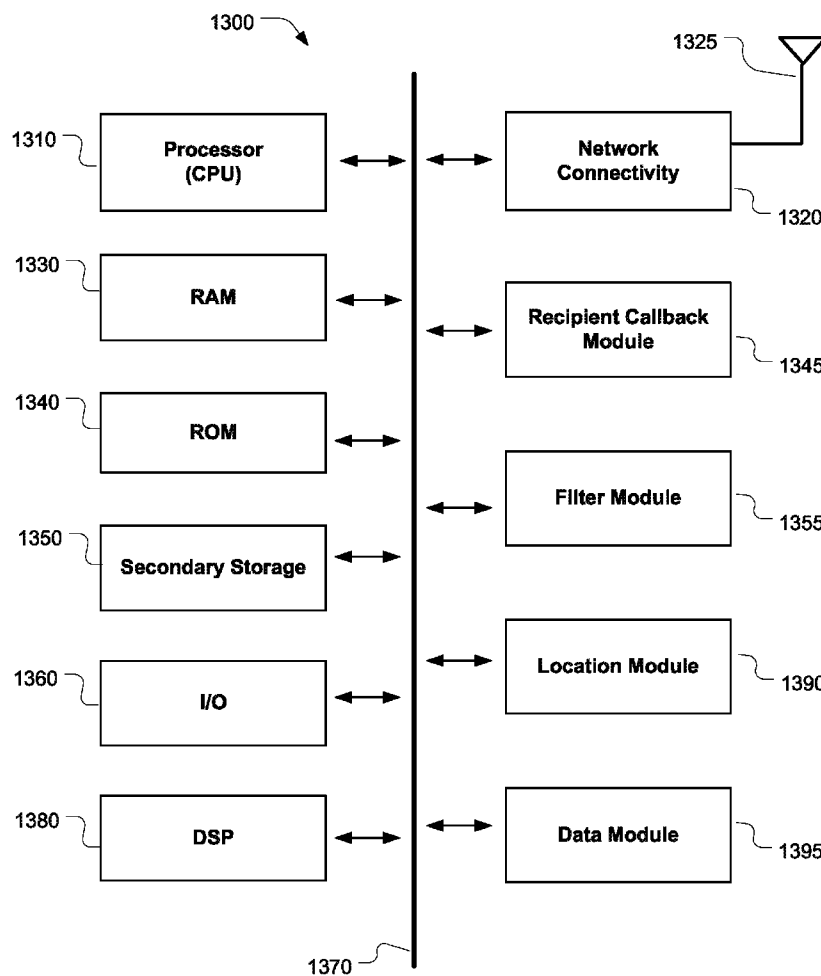 1300
1325
1310
Processor
(CPU)
Network
Connectivity
1320
1330
RAM
Recipient Callback
Module
1345
1340
ROM
Filter Module
1355
1350
Secondary Storage
1360
I/O
Location Module
1390
1380
DSP
Data Module
1395
1370